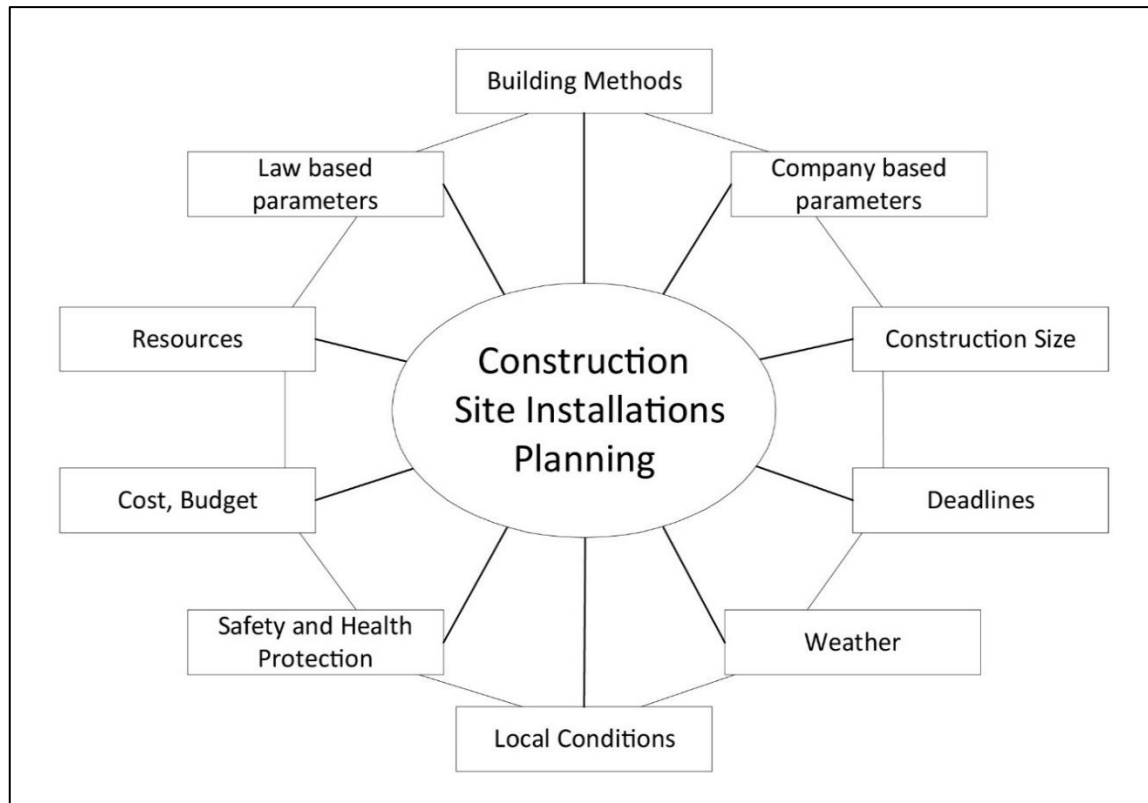 Building Methods
Law based
parameters
Company based
parameters
Resources
Construction Size
Construction
Site Installations
Planning
Cost, Budget
Deadlines
Safety and Health
Protection
Weather
Local Conditions